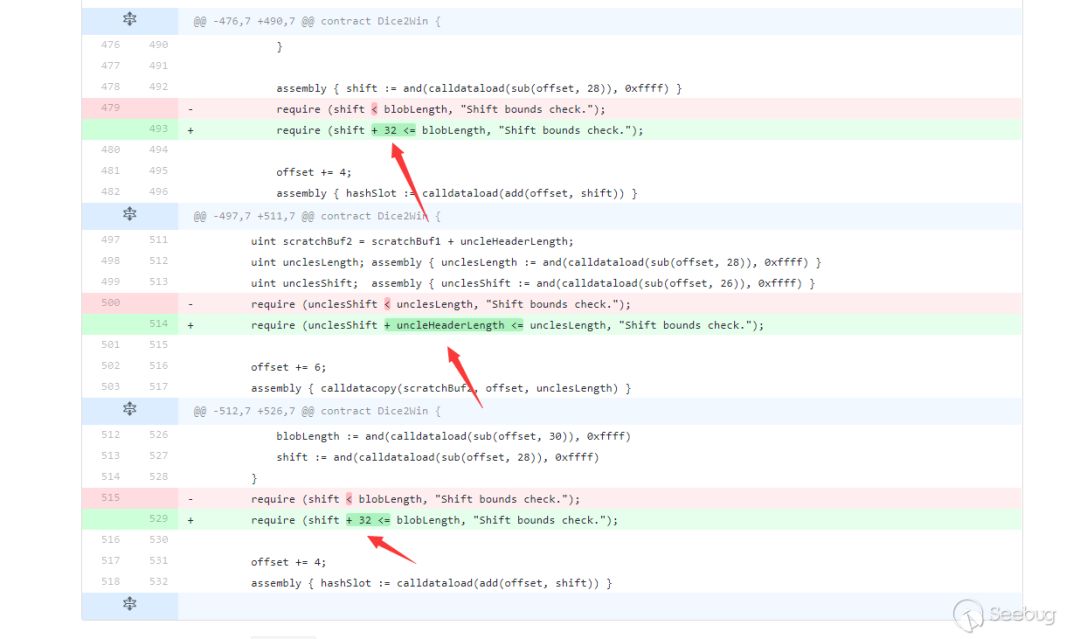 @@ -476,7 +490,7 @@ contract Dice2Win {
476 490 }
477 491
478 492 assembly { shift := and(calldataload(sub(offset, 28)), 0xffff) }
479 - require (shift < blobLength, "Shift bounds check.");
493 + require (shift + 32 <= blobLength, "Shift bounds check.");
480 494
481 495 offset += 4;
482 496 assembly { hashSlot := calldataload(add(offset, shift)) }
@@ -497,7 +511,7 @@ contract Dice2Win {
497 511 uint scratchBuf2 = scratchBuf1 + uncleHeaderLength;
498 512 uint unclesLength; assembly { unclesLength := and(calldataload(sub(offset, 28)), 0xffff) }
499 513 uint unclesShift; assembly { unclesShift := and(calldataload(sub(offset, 26)), 0xffff) }
500 - require (unclesShift < unclesLength, "Shift bounds check.");
514 + require (unclesShift + uncleHeaderLength <= unclesLength, "Shift bounds check.");
501 515
502 516 offset += 6;
503 517 assembly { calldatacopy(scratchBuf2, offset, unclesLength) }
@@ -512,7 +526,7 @@ contract Dice2Win {
512 526 blobLength := and(calldataload(sub(offset, 30)), 0xffff)
513 527 shift := and(calldataload(sub(offset, 28)), 0xffff)
514 528 }
515 - require (shift < blobLength, "Shift bounds check.");
529 + require (shift + 32 <= blobLength, "Shift bounds check.");
516 530
517 531 offset += 4;
518 532 assembly { hashSlot := calldataload(add(offset, shift)) }
Seebug